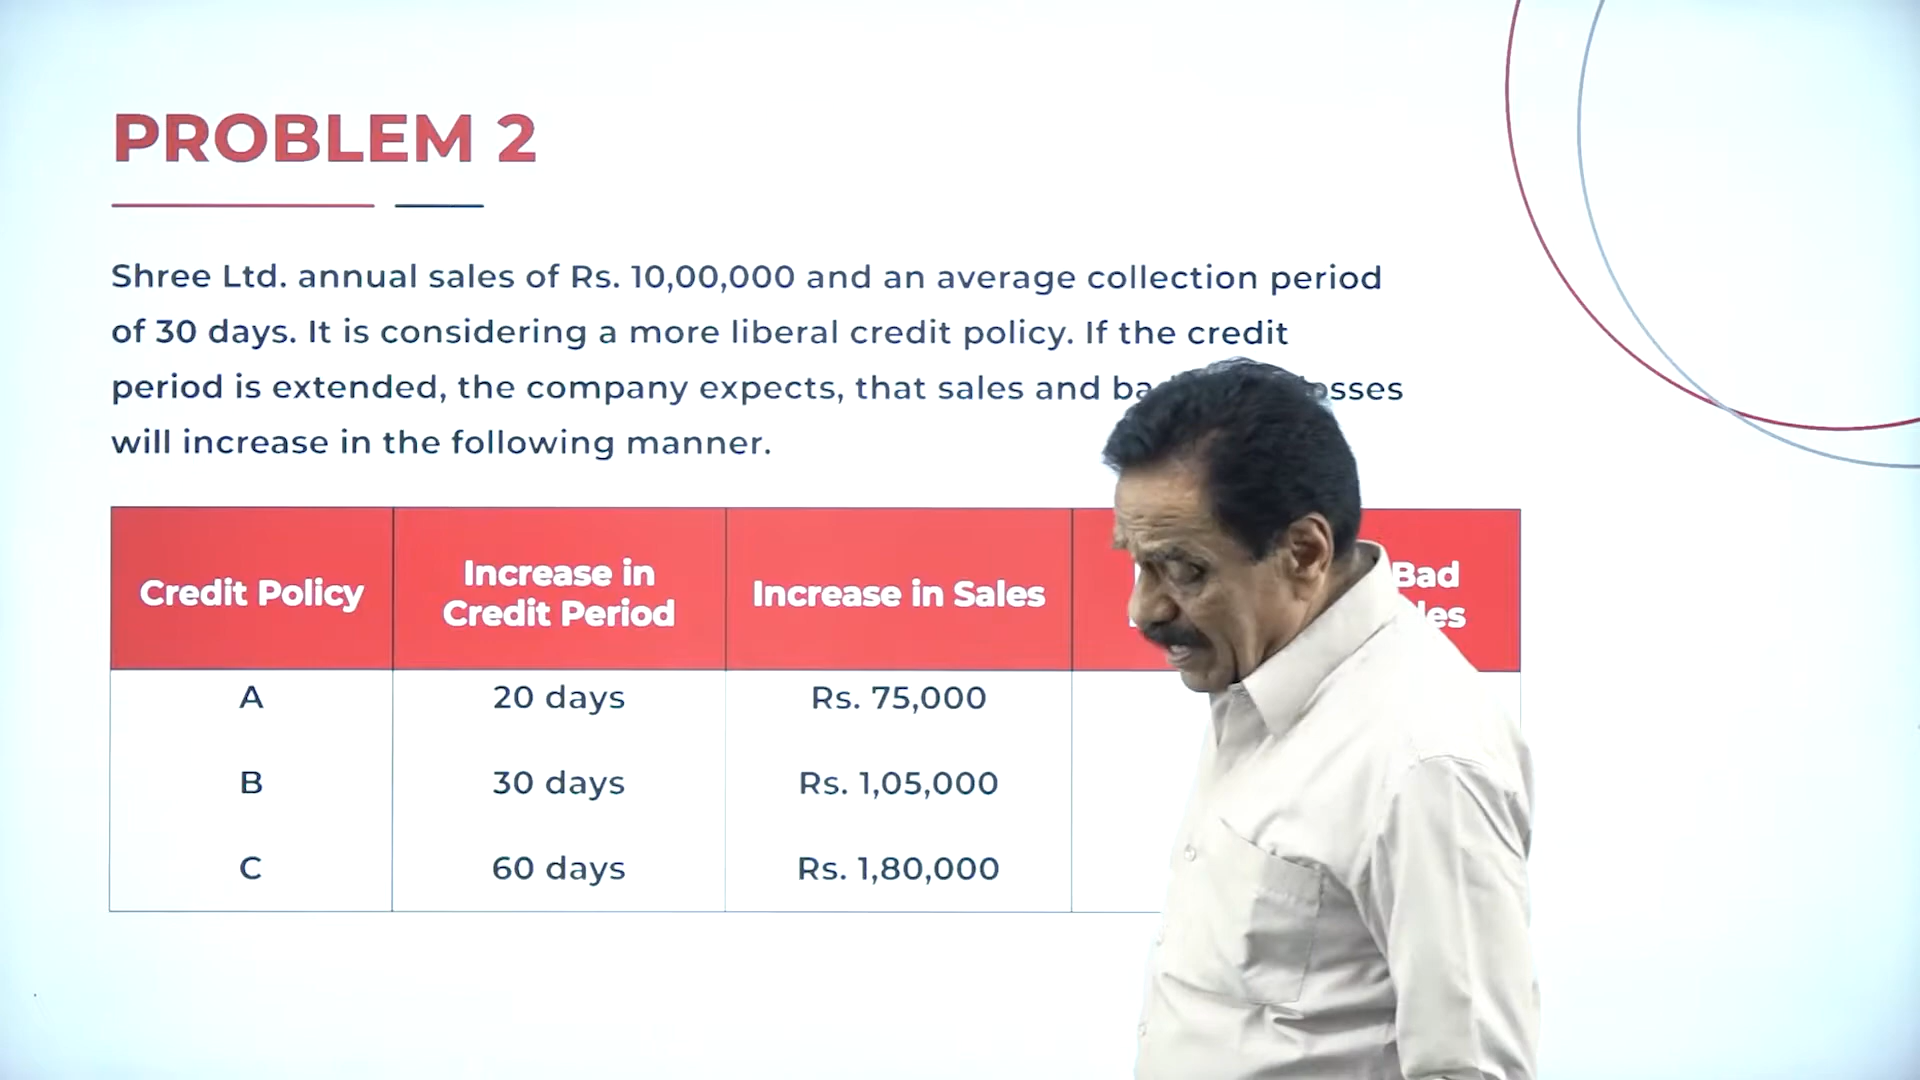 PROBLEM 2
Shree Ltd. annual sales of Rs. 10,00,000 and an average collection period
of 30 days. It is considering a more liberal credit policy. If the credit
period is extended, the company expects, that sales and
will increase in the following manner.
Credit Policy Increase in Credit Period Increase in Sales Bad
A 20 days Rs. 75,000
B 30 days Rs. 1,05,000
C 60 days Rs. 1,80,000